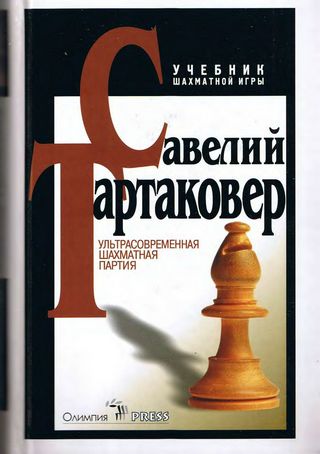 УЧЕБНИК
ШАХМАТНОЙ ИГРЫ
Савелий
Тартаковер
УЛЬТРАСОВРЕМЕННАЯ
ШАХМАТНАЯ
ПАРТИЯ
Олимпия PRESS